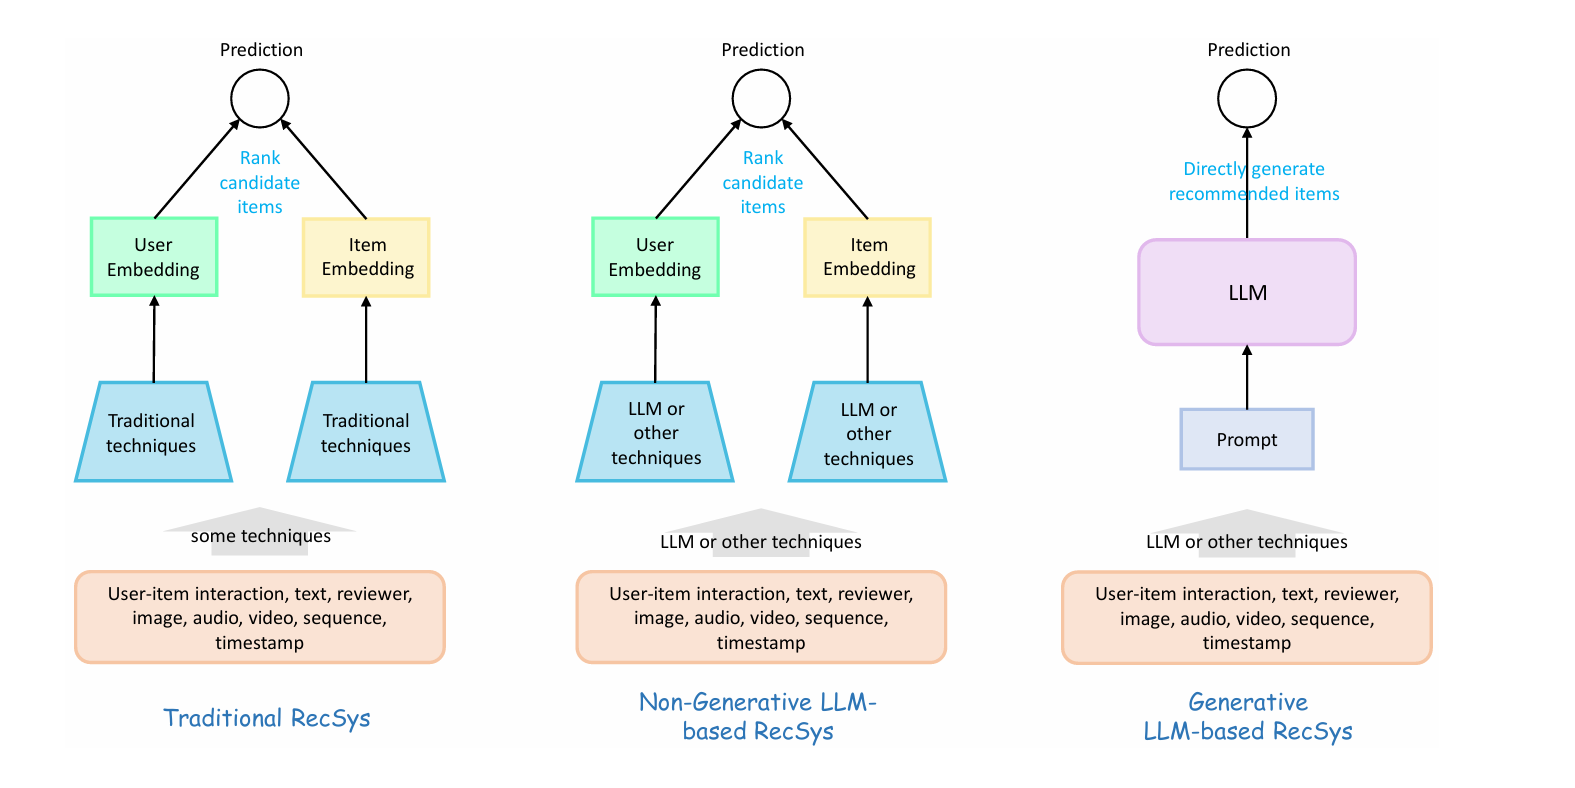 Prediction
Rank
candidate
items
User
Embedding
Item
Embedding
Traditional
techniques
Traditional
techniques
some techniques
User-item interaction, text, reviewer,
image, audio, video, sequence,
timestamp
Traditional RecSys
Prediction
Rank
candidate
items
User
Embedding
Item
Embedding
LLM or
other
techniques
LLM or
other
techniques
LLM or other techniques
User-item interaction, text, reviewer,
image, audio, video, sequence,
timestamp
Non-Generative LLM-
based RecSys
Prediction
Directly generate
recommended items
LLM
Prompt
LLM or other techniques
User-item interaction, text, reviewer,
image, audio, video, sequence,
timestamp
Generative
LLM-based RecSys